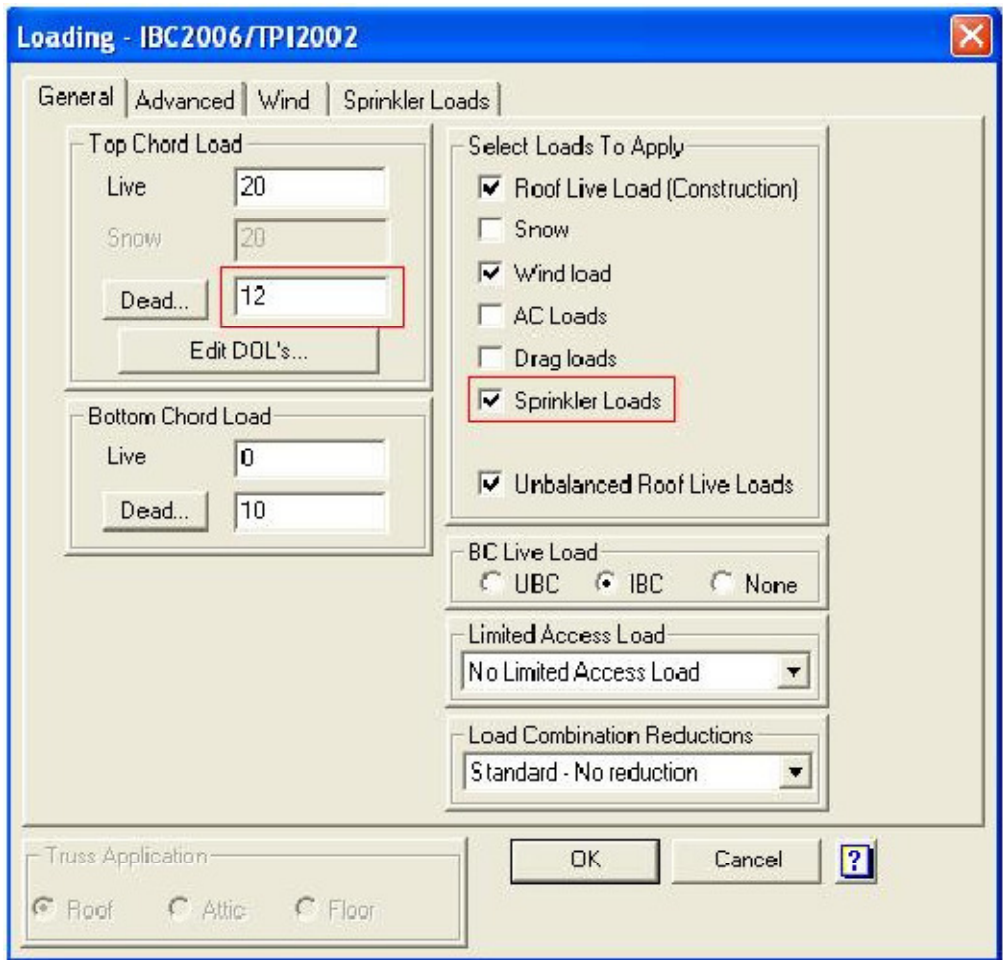 Loading - IBC2006/TPI2002
General
Advanced
Wind
Sprinkler Loads
Top Chord Load
Live 20
Snow 20
Dead... 12
Edit DOL's...
Bottom Chord Load
Live 0
Dead... 10
Select Loads To Apply
Roof Live Load (Construction)
Snow
Wind load
AC Loads
Drag loads
Sprinkler Loads
Unbalanced Roof Live Loads
BC Live Load
UBC IBC None
Limited Access Load
No Limited Access Load
Load Combination Reductions
Standard - No reduction
Truss Application
Roof Attic Floor
OK Cancel ?